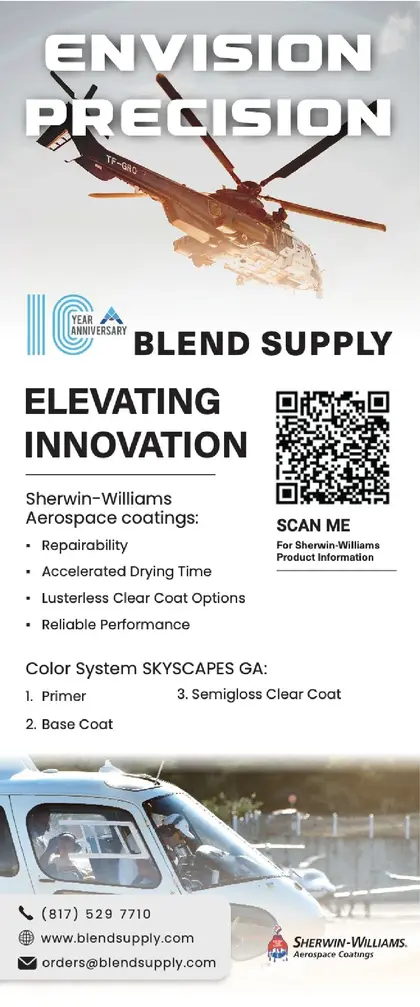 ENVISION
PRECISION
TF-GRO
10 YEAR
ANNIVERSARY
BLEND SUPPLY
ELEVATING
INNOVATION
Sherwin-Williams
Aerospace coatings:
▪ Repairability
▪ Accelerated Drying Time
▪ Lusterless Clear Coat Options
▪ Reliable Performance
SCAN ME
For Sherwin-Williams
Product Information
Color System SKYSCAPES GA:
1. Primer
2. Base Coat
3. Semigloss Clear Coat
(817) 529 7710
www.blendsupply.com
orders@blendsupply.com
SHERWIN-WILLIAMS.
Aerospace Coatings